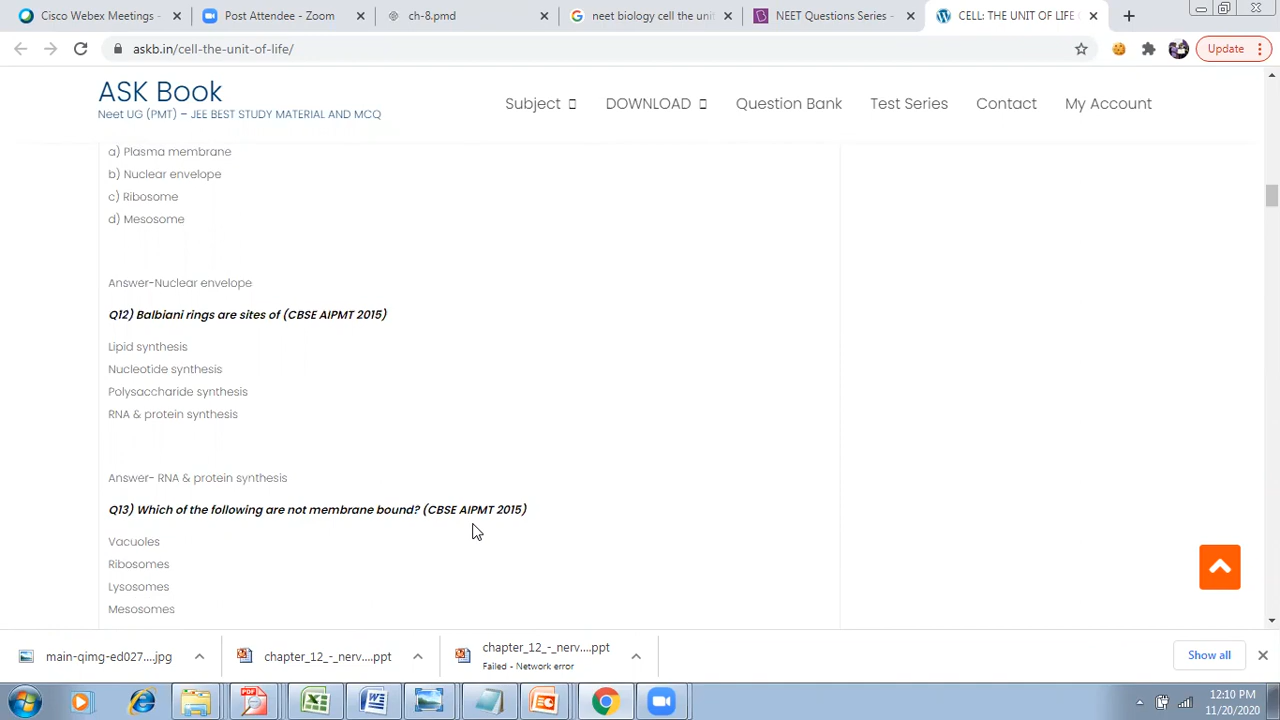 Cisco Webex Meetings -
Post Attendee - Zoom
ch-8.pmd
neet biology cell the uni
NEET Questions Series -
CELL: THE UNIT OF LIFE
askb.in/cell-the-unit-of-life/
Update
ASK Book
Neet UG (PMT) – JEE BEST STUDY MATERIAL AND MCQ
Subject
DOWNLOAD
Question Bank
Test Series
Contact
My Account
a) Plasma membrane
b) Nuclear envelope
c) Ribosome
d) Mesosome
Answer-Nuclear envelope
Q12) Balbiani rings are sites of (CBSE AIPMT 2015)
Lipid synthesis
Nucleotide synthesis
Polysaccharide synthesis
RNA & protein synthesis
Answer- RNA & protein synthesis
Q13) Which of the following are not membrane bound? (CBSE AIPMT 2015)
Vacuoles
Ribosomes
Lysosomes
Mesosomes
main-qimg-ed027....jpg
chapter_12_-_nerv....ppt
chapter_12_-_nerv....ppt
Failed - Network error
Show all
12:10 PM
11/20/2020